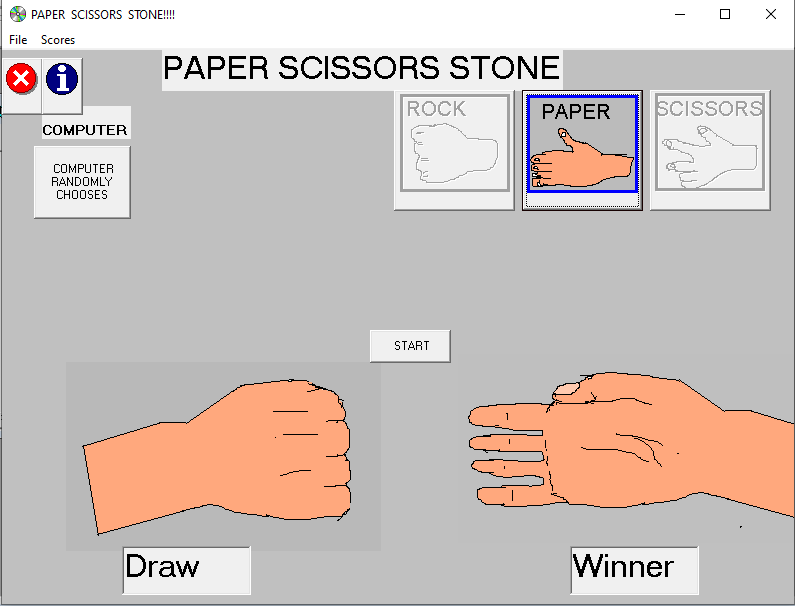 PAPER SCISSORS STONE!!!!
File Scores
PAPER SCISSORS STONE
ROCK
PAPER
SCISSORS
COMPUTER
COMPUTER
RANDOMLY
CHOOSES
START
Draw
Winner